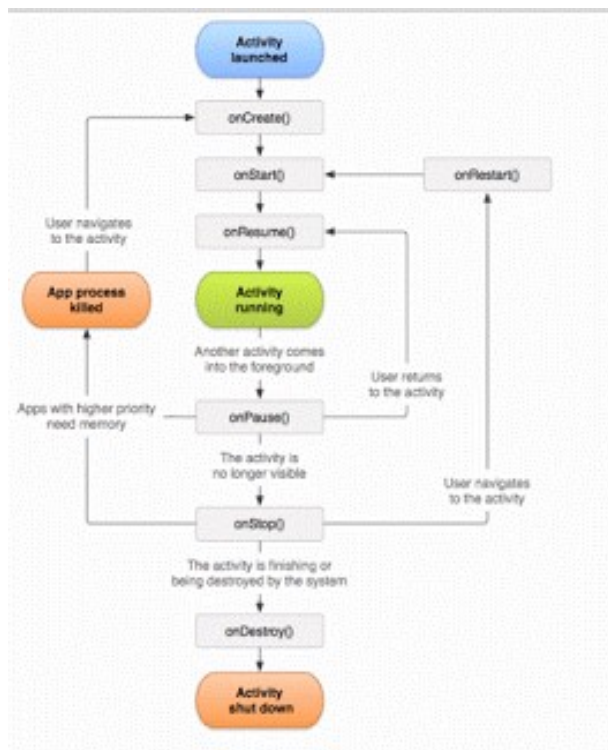 Activity
launched
onCreate()
onStart()
onRestart()
User navigates
to the activity
onResume()
App process
killed
Activity
running
Another activity comes
into the foreground
User returns
to the activity
Apps with higher priority
need memory
onPause()
The activity is
no longer visible
User navigates
to the activity
onStop()
The activity is finishing or
being destroyed by the system
onDestroy()
Activity
shut down